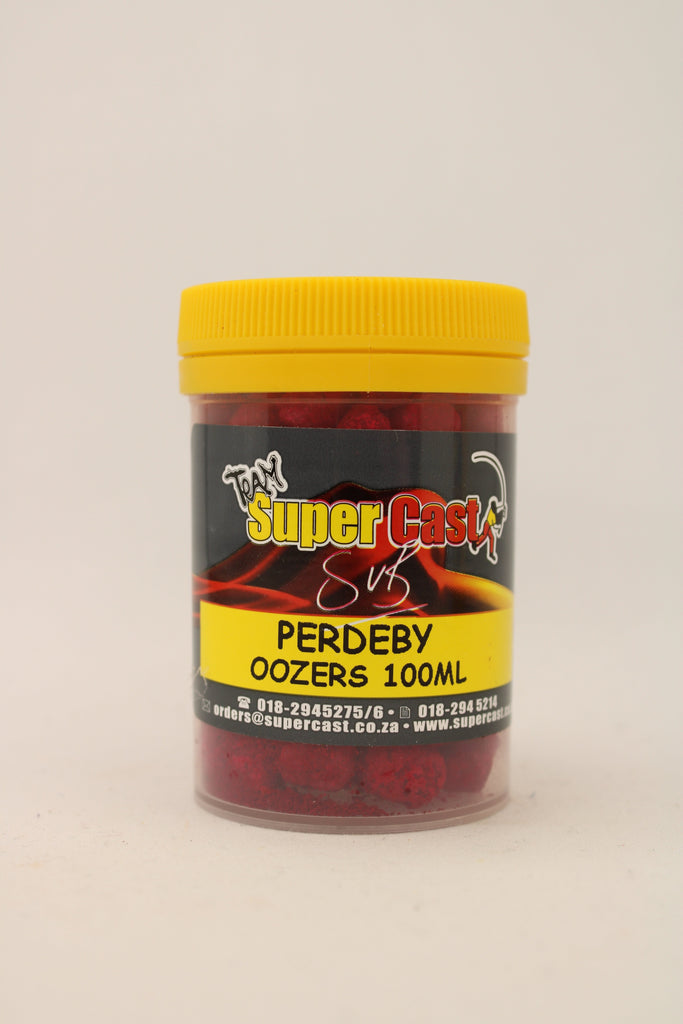 TEAM
Super Cast
SVB
PERDEBY
OOZERS 100ML
018-2945275/6 • 018-294 5214
orders@supercast.co.za • www.supercast.co